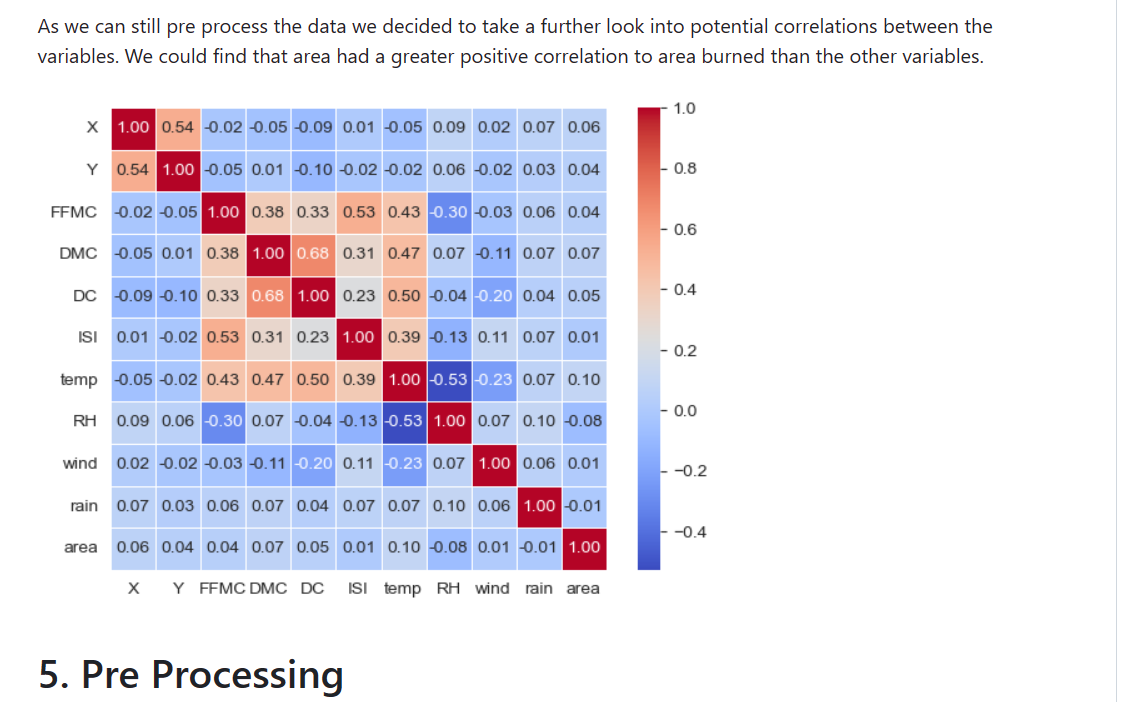 As we can still pre process the data we decided to take a further look into potential correlations between the
variables. We could find that area had a greater positive correlation to area burned than the other variables.
X 1.00 0.54 -0.02 -0.05 -0.09 0.01 -0.05 0.09 0.02 0.07 0.06
Y 0.54 1.00 -0.05 0.01 -0.10 -0.02 -0.02 0.06 -0.02 0.03 0.04
FFMC -0.02 -0.05 1.00 0.38 0.33 0.53 0.43 -0.30 -0.03 0.06 0.04
DMC -0.05 0.01 0.38 1.00 0.68 0.31 0.47 0.07 -0.11 0.07 0.07
DC -0.09 -0.10 0.33 0.68 1.00 0.23 0.50 -0.04 -0.20 0.04 0.05
ISI 0.01 -0.02 0.53 0.31 0.23 1.00 0.39 -0.13 0.11 0.07 0.01
temp -0.05 -0.02 0.43 0.47 0.50 0.39 1.00 -0.53 -0.23 0.07 0.10
RH 0.09 0.06 -0.30 0.07 -0.04 -0.13 -0.53 1.00 0.07 0.10 -0.08
wind 0.02 -0.02 -0.03 -0.11 -0.20 0.11 -0.23 0.07 1.00 0.06 0.01
rain 0.07 0.03 0.06 0.07 0.04 0.07 0.07 0.10 0.06 1.00 -0.01
area 0.06 0.04 0.04 0.07 0.05 0.01 0.10 -0.08 0.01 -0.01 1.00
X Y FFMC DMC DC ISI temp RH wind rain area
1.0
0.8
0.6
0.4
0.2
0.0
-0.2
-0.4
5. Pre Processing